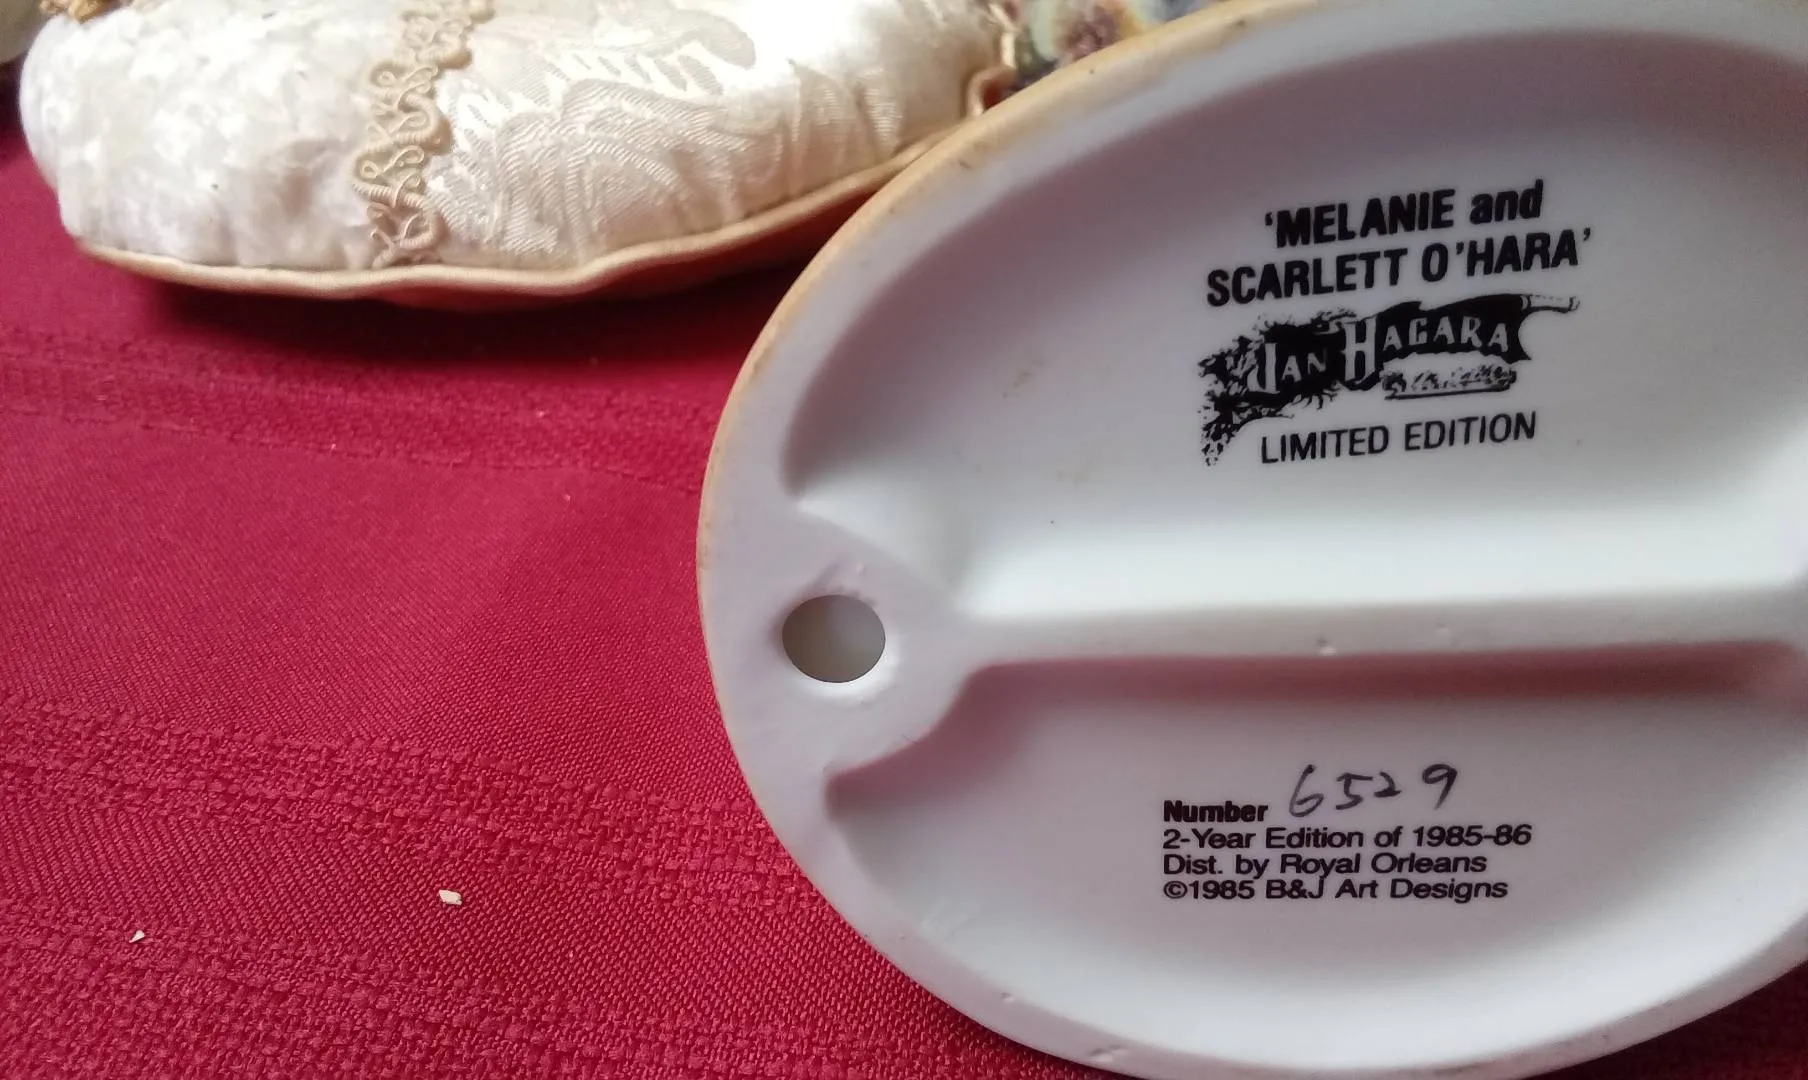 'MELANIE and
SCARLETT O'HARA'
JAN HAGARA
LIMITED EDITION
Number 6529
2-Year Edition of 1985-86
Dist. by Royal Orleans
©1985 B&J Art Designs